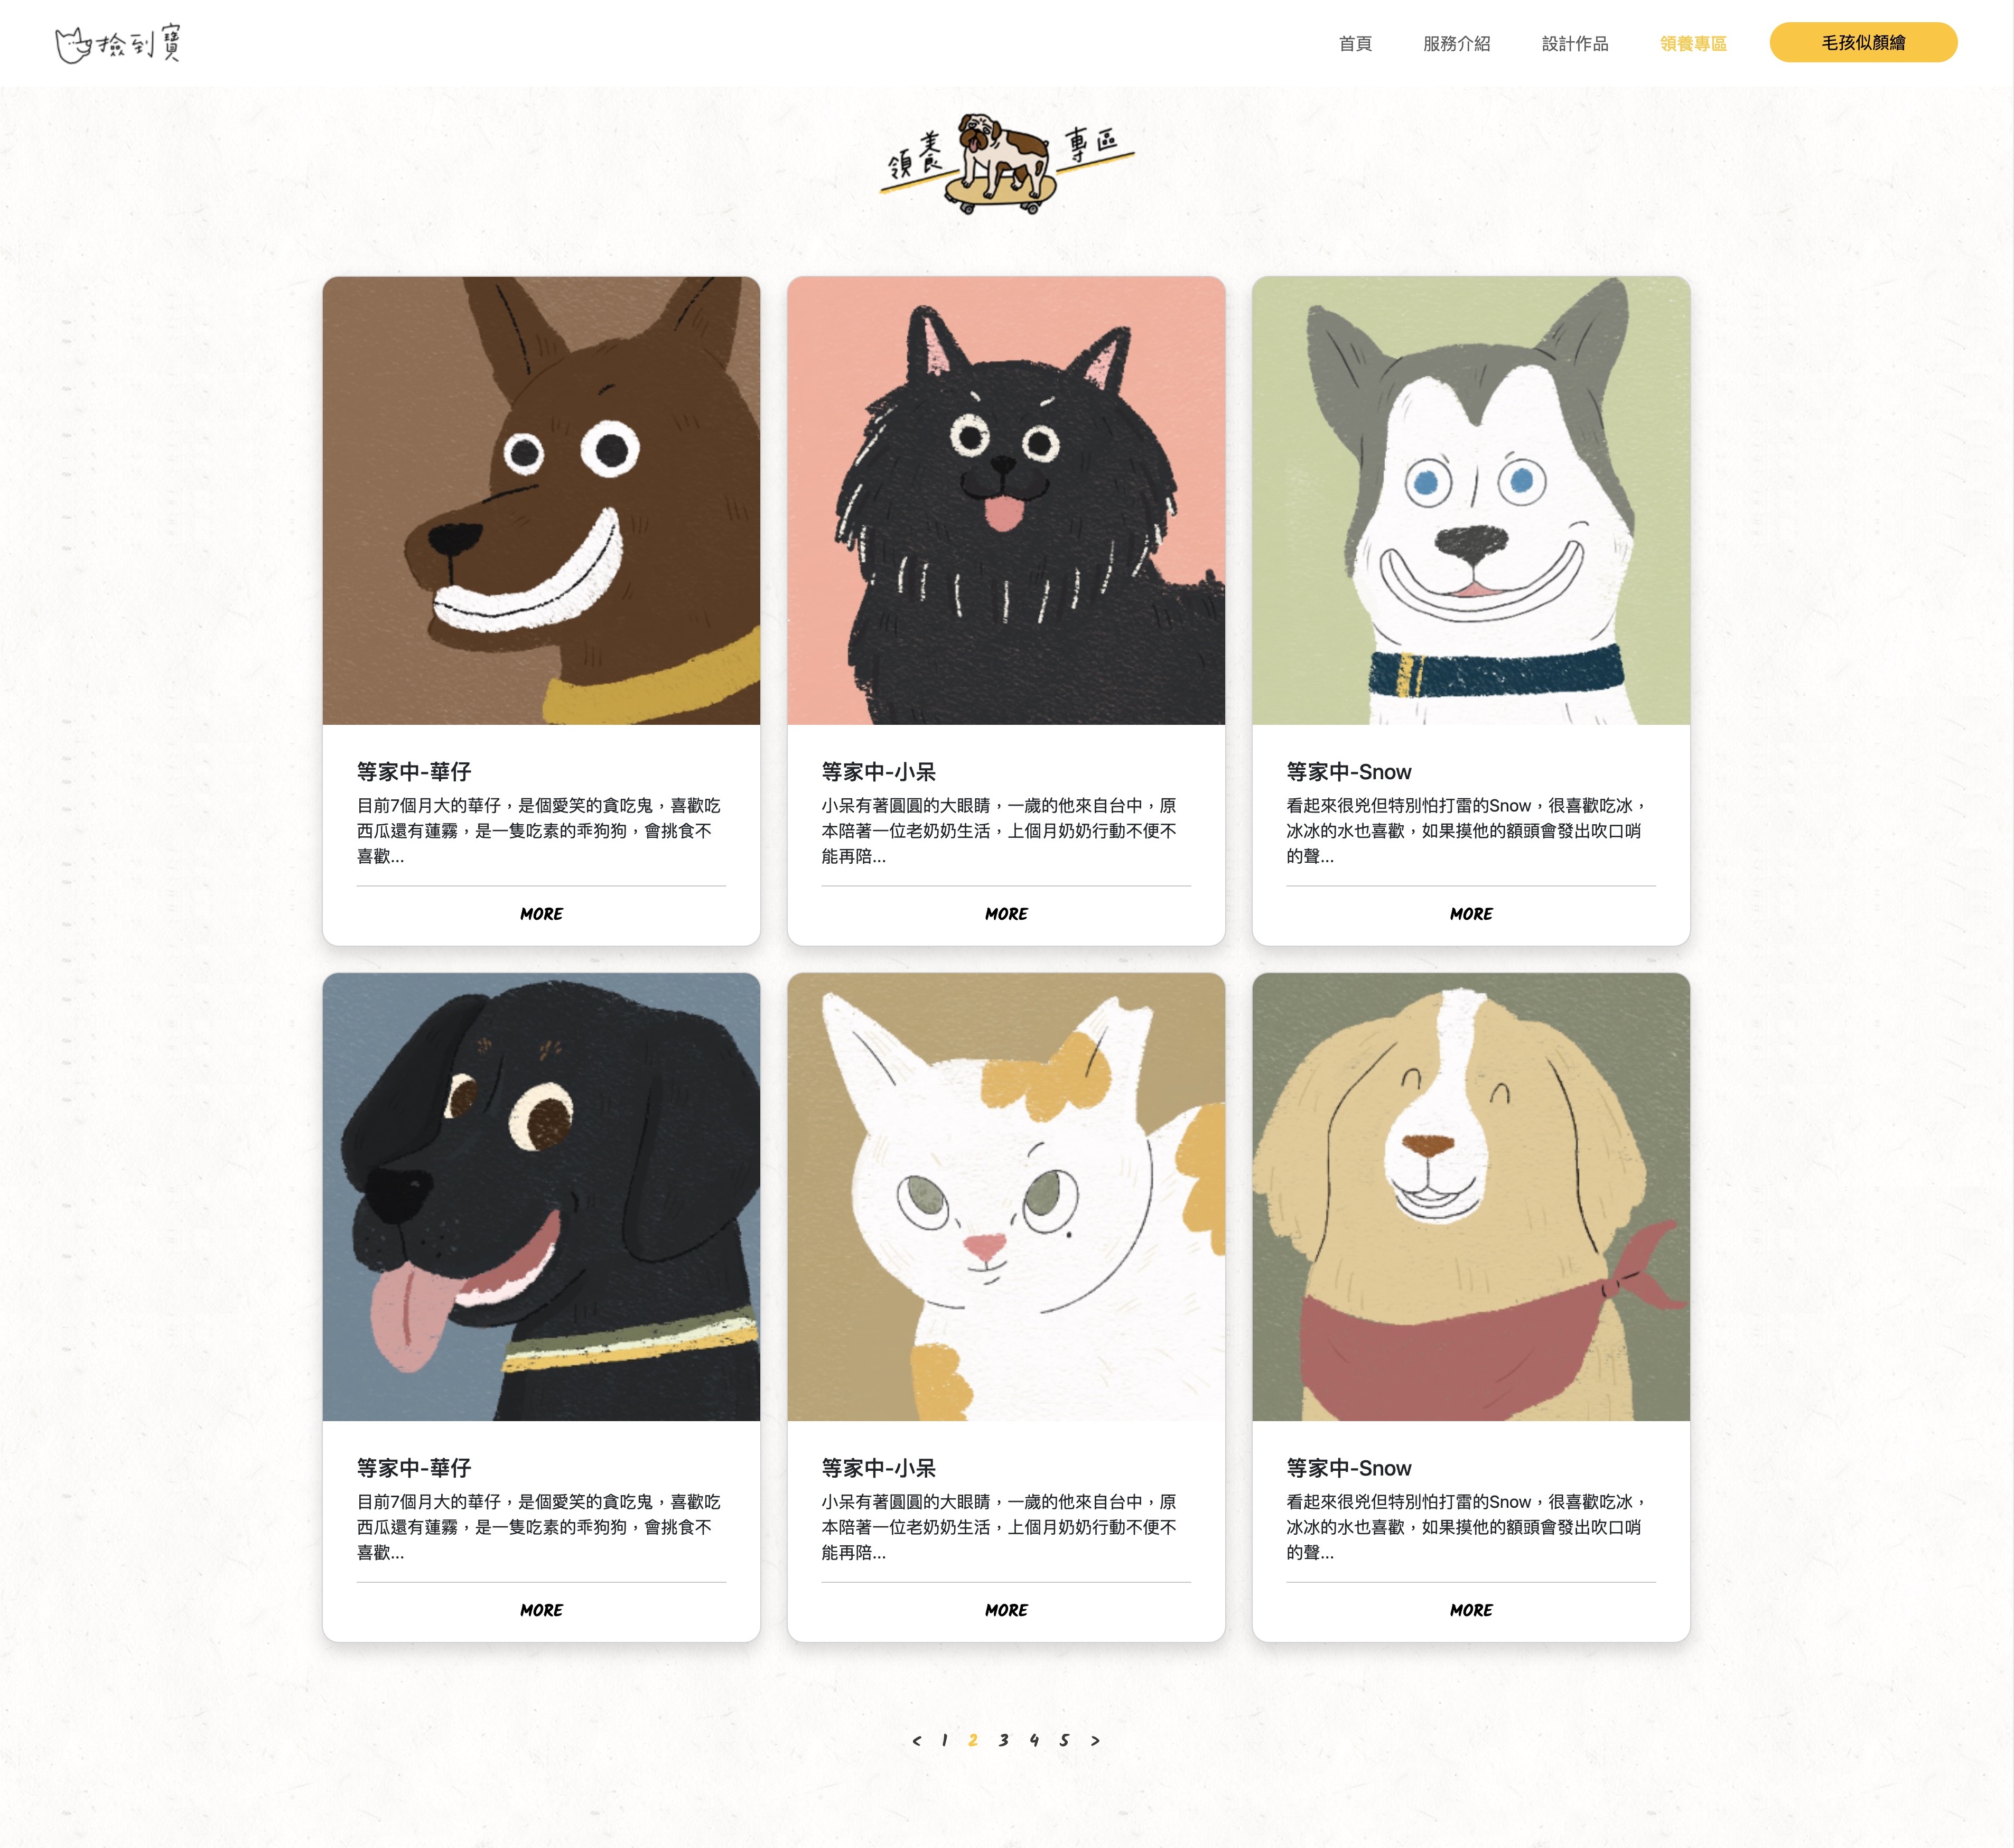 撿到寶
首頁
服務介紹
設計作品
領養專區
毛孩似顏繪
領養專區
等家中-華仔
目前7個月大的華仔，是個愛笑的貪吃鬼，喜歡吃
西瓜還有蓮霧，是一隻吃素的乖狗狗，會挑食不
喜歡...
MORE
等家中-小呆
小呆有著圓圓的大眼睛，一歲的他來自台中，原
本陪著一位老奶奶生活，上個月奶奶行動不便不
能再陪...
MORE
等家中-Snow
看起來很兇但特別怕打雷的Snow，很喜歡吃冰，
冰冰的水也喜歡，如果摸他的額頭會發出吹口哨
的聲...
MORE
等家中-華仔
目前7個月大的華仔，是個愛笑的貪吃鬼，喜歡吃
西瓜還有蓮霧，是一隻吃素的乖狗狗，會挑食不
喜歡...
MORE
等家中-小呆
小呆有著圓圓的大眼睛，一歲的他來自台中，原
本陪著一位老奶奶生活，上個月奶奶行動不便不
能再陪...
MORE
等家中-Snow
看起來很兇但特別怕打雷的Snow，很喜歡吃冰，
冰冰的水也喜歡，如果摸他的額頭會發出吹口哨
的聲...
MORE
< 1 2 3 4 5 >